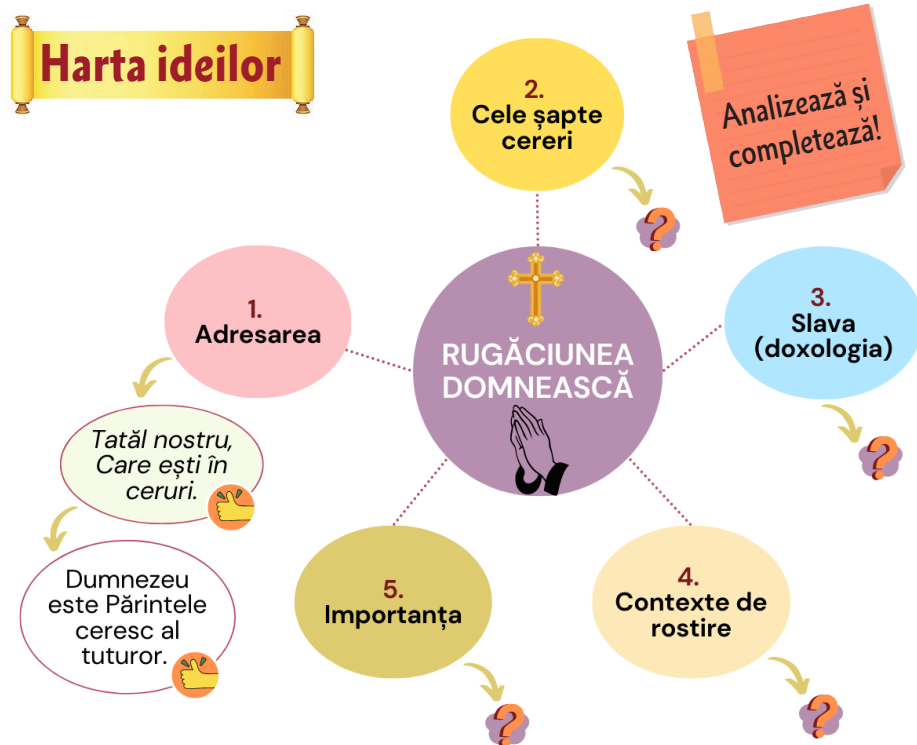 Harta ideilor
Analizează și
completează!
2.
Cele șapte
cereri
?
1.
Adresarea
3.
Slava
(doxologia)
RUGĂCIUNEA
DOMNEASCĂ
Tatăl nostru,
Care ești în
ceruri.
?
Dumnezeu
este Părintele
ceresc al
tuturor.
5.
Importanța
4.
Contexte de
rostire
?
?